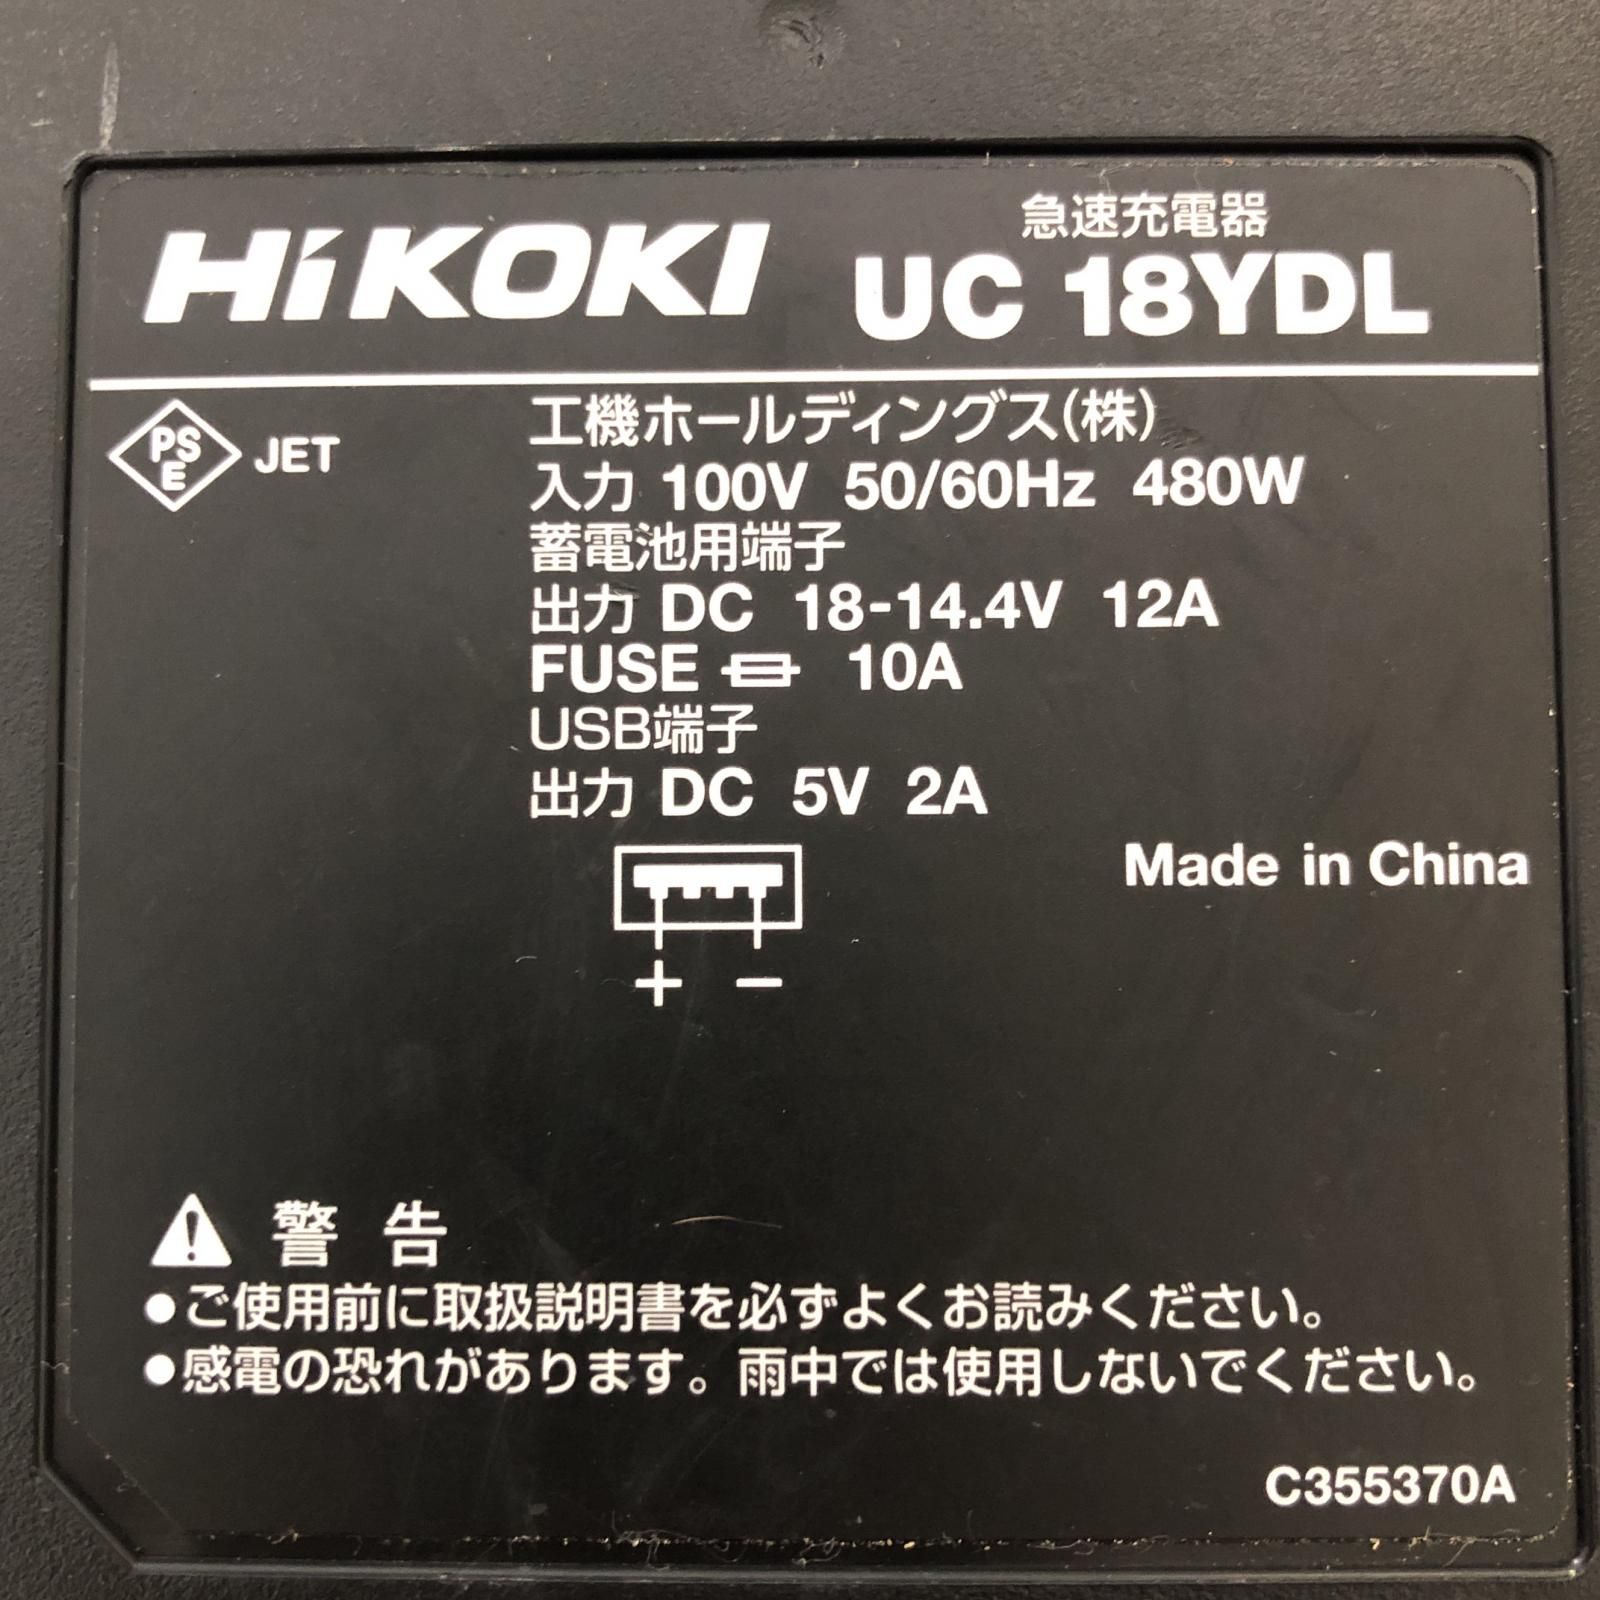 HiKOKI
急速充電器
UC 18YDL
PS
E
JET
工機ホールディングス(株)
入力 100V 50/60Hz 480W
蓄電池用端子
出力 DC 18-14.4V 12A
FUSE 10A
USB端子
出力 DC 5V 2A
+ −
Made in China
警告
●ご使用前に取扱説明書を必ずよくお読みください。
●感電の恐れがあります。雨中では使用しないでください。
C355370A